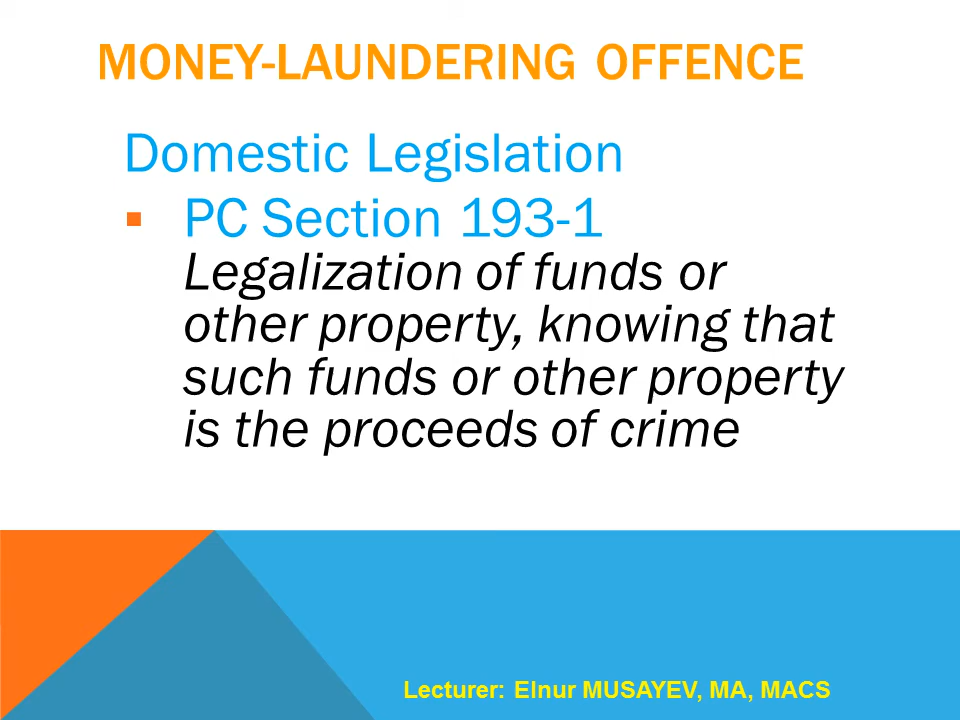 MONEY-LAUNDERING OFFENCE
Domestic Legislation
▪ PC Section 193-1
Legalization of funds or
other property, knowing that
such funds or other property
is the proceeds of crime
Lecturer: Elnur MUSAYEV, MA, MACS